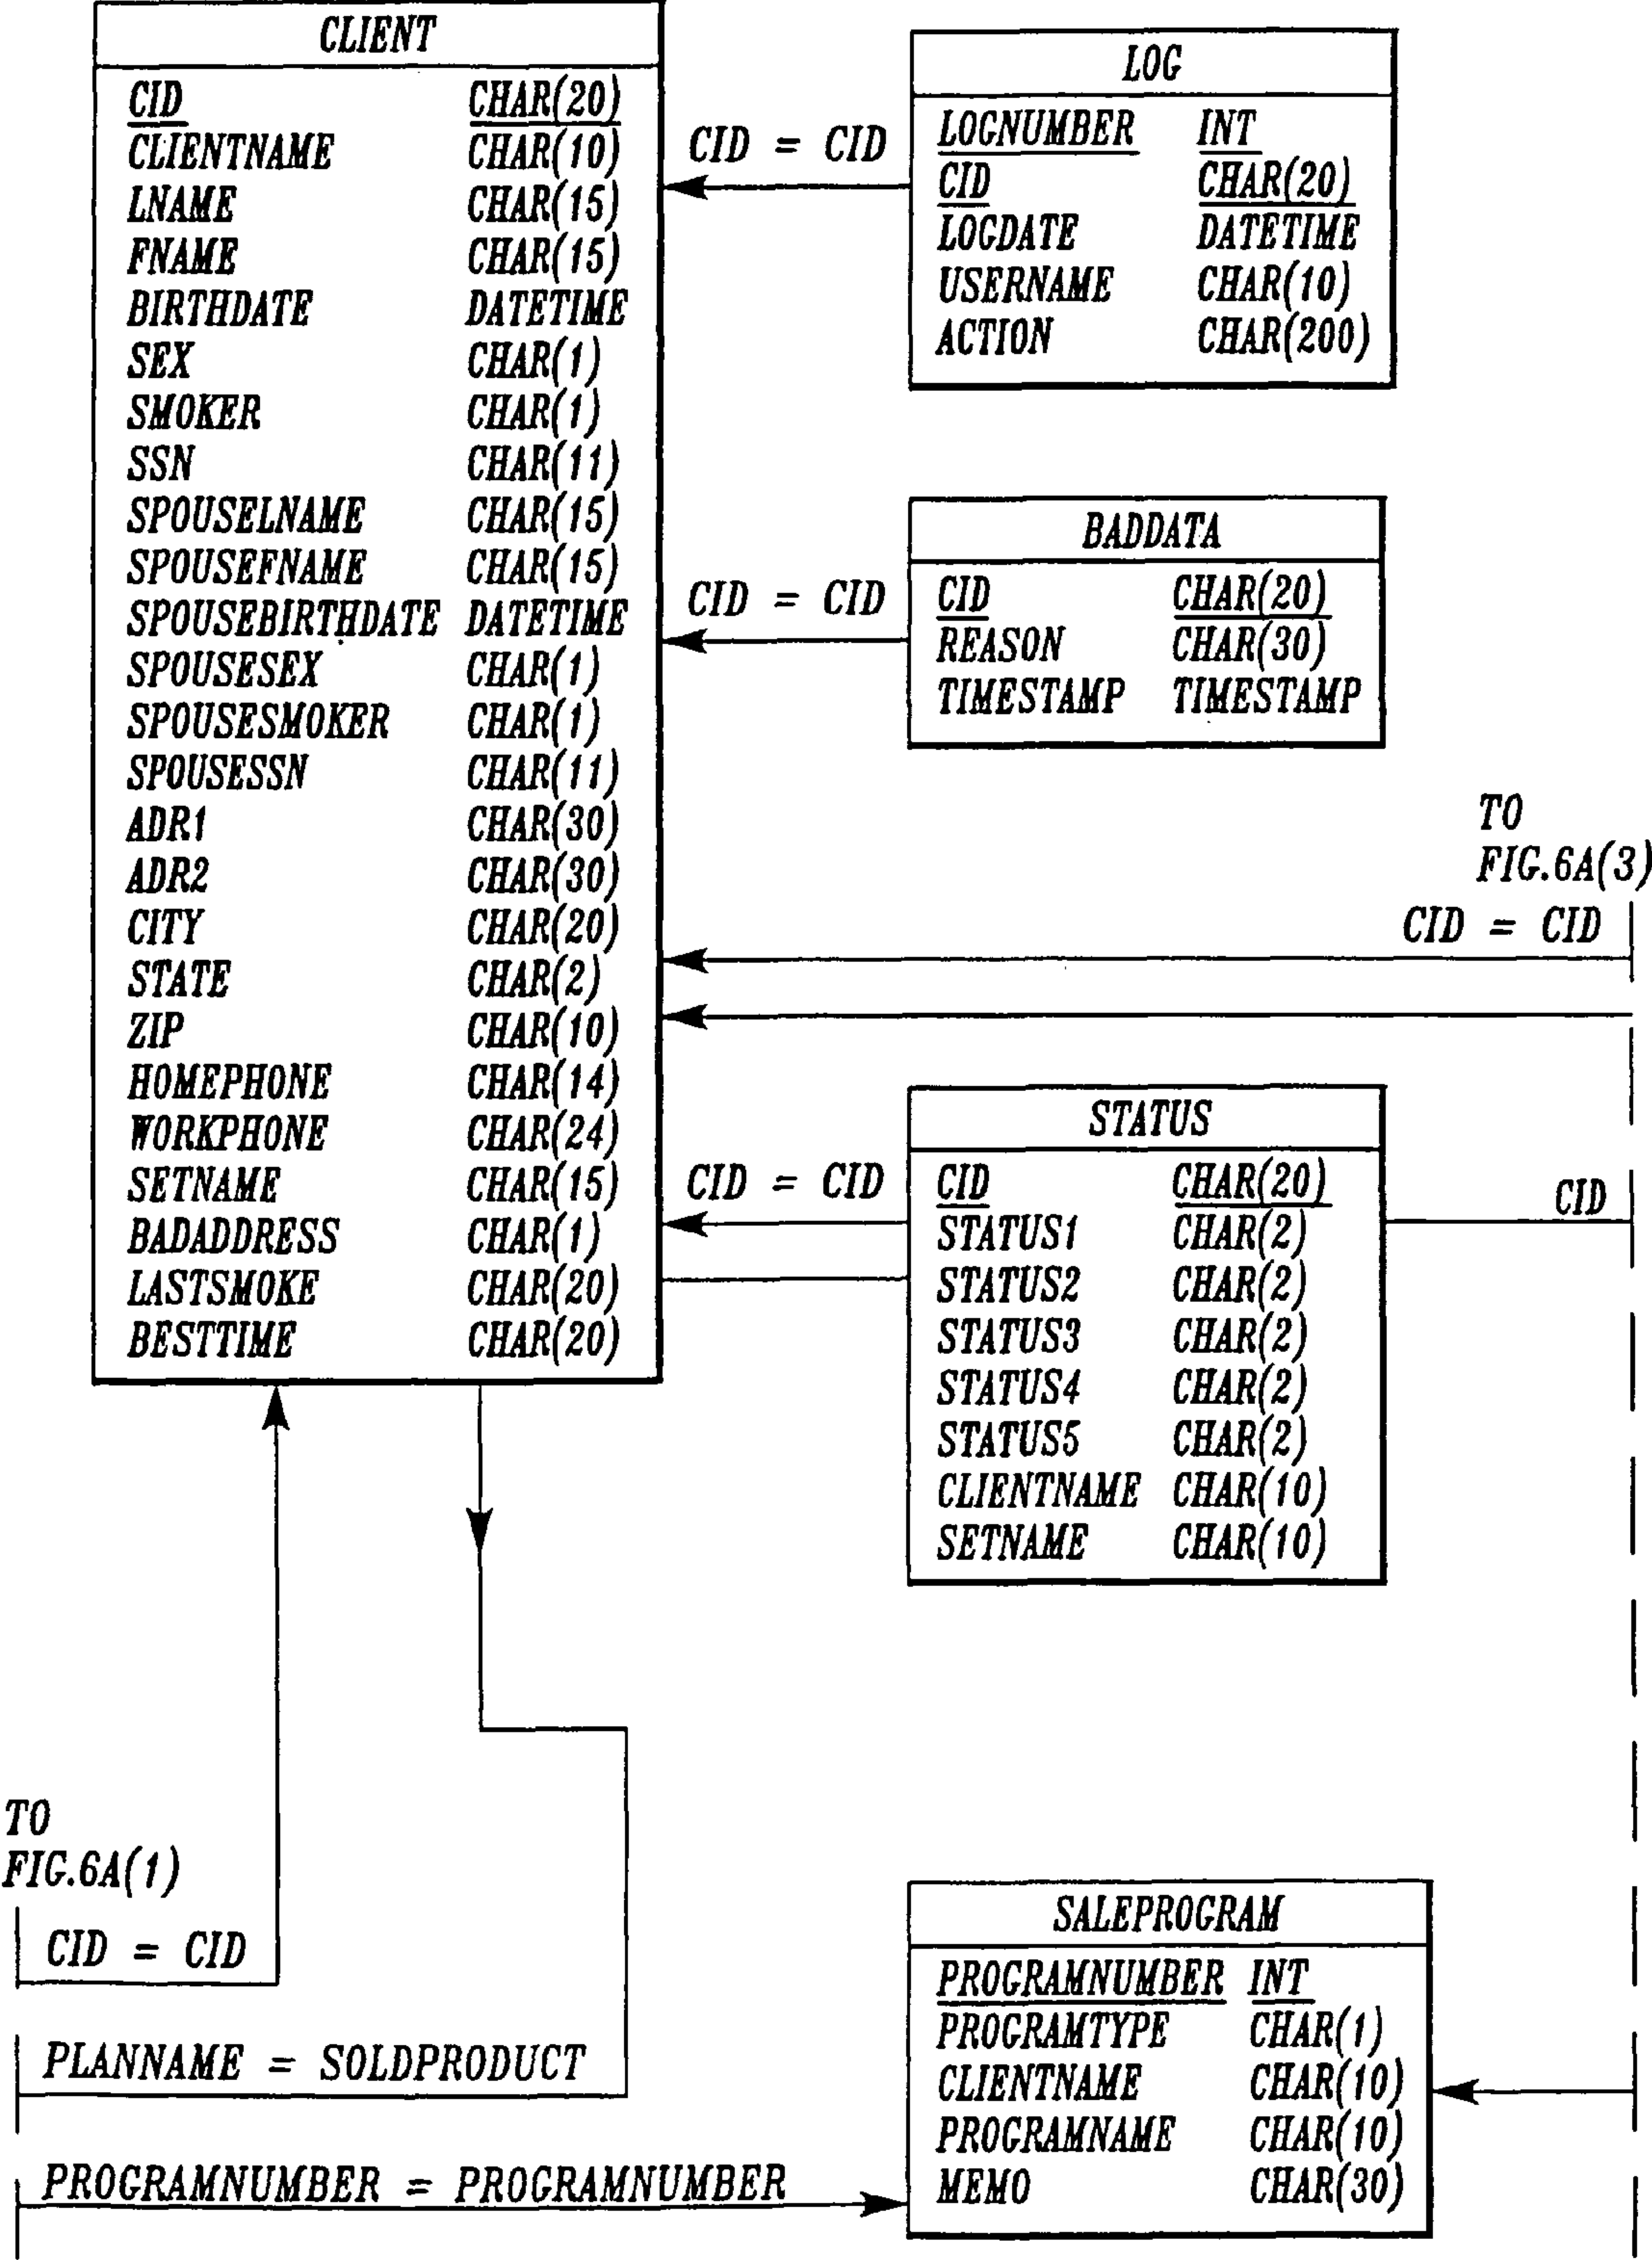 CLIENT
CID CHAR(20)
CLIENTNAME CHAR(10)
LNAME CHAR(15)
FNAME CHAR(15)
BIRTHDATE DATETIME
SEX CHAR(1)
SMOKER CHAR(1)
SSN CHAR(11)
SPOUSELNAME CHAR(15)
SPOUSEFNAME CHAR(15)
SPOUSEBIRTHDATE DATETIME
SPOUSESEX CHAR(1)
SPOUSESMOKER CHAR(1)
SPOUSESSN CHAR(11)
ADR1 CHAR(30)
ADR2 CHAR(30)
CITY CHAR(20)
STATE CHAR(2)
ZIP CHAR(10)
HOMEPHONE CHAR(14)
WORKPHONE CHAR(24)
SETNAME CHAR(15)
BADADDRESS CHAR(1)
LASTSMOKE CHAR(20)
BESTTIME CHAR(20)
CID = CID
LOG
LOGNUMBER INT
CID CHAR(20)
LOGDATE DATETIME
USERNAME CHAR(10)
ACTION CHAR(200)
CID = CID
BADDATA
CID CHAR(20)
REASON CHAR(30)
TIMESTAMP TIMESTAMP
TO
FIG.6A(3)
CID = CID
CID = CID
STATUS
CID CHAR(20)
STATUS1 CHAR(2)
STATUS2 CHAR(2)
STATUS3 CHAR(2)
STATUS4 CHAR(2)
STATUS5 CHAR(2)
CLIENTNAME CHAR(10)
SETNAME CHAR(10)
CID
TO
FIG.6A(1)
CID = CID
PLANNAME = SOLDPRODUCT
PROGRAMNUMBER = PROGRAMNUMBER
SALEPROGRAM
PROGRAMNUMBER INT
PROGRAMTYPE CHAR(1)
CLIENTNAME CHAR(10)
PROGRAMNAME CHAR(10)
MEMO CHAR(30)